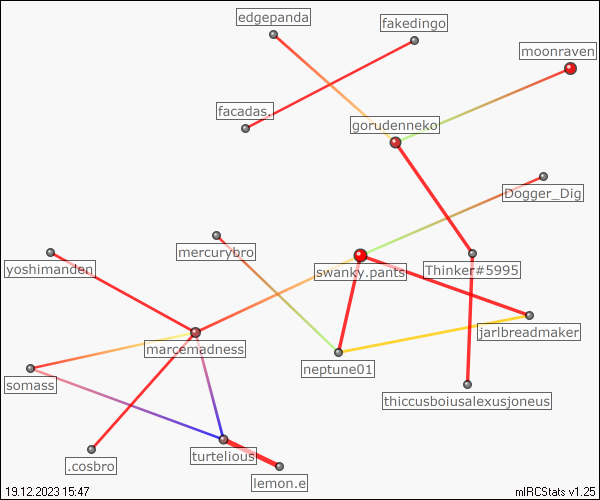 edgepanda
fakedingo
moonraven
facadas.
gorudenneko
Dogger_Dig
mercurybro
yoshimanden
swanky.pants
Thinker#5995
jarlbreadmaker
marcemadness
neptune01
somass
thiccusboiusalexusjoneus
turtelious
.cosbro
lemon.e
19.12.2023 15:47
mIRCStats v1.25